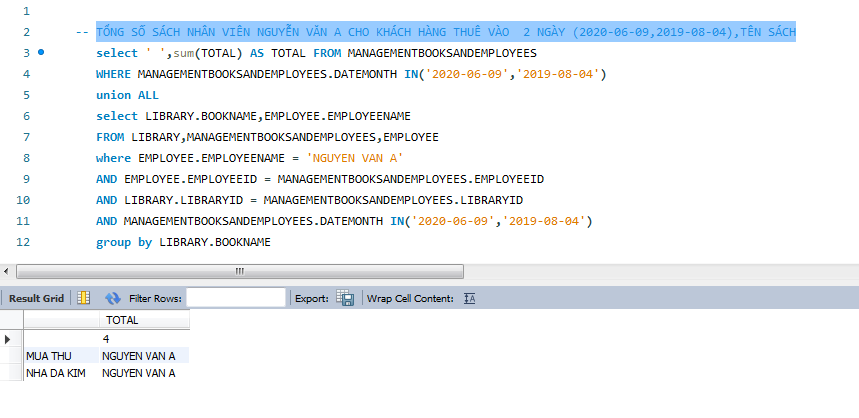 1
2 -- TỔNG SỐ SÁCH NHÂN VIÊN NGUYỄN VĂN A CHO KHÁCH HÀNG THUÊ VÀO  2 NGÀY (2020-06-09,2019-08-04),TÊN SÁCH
3 select ' ',sum(TOTAL) AS TOTAL FROM MANAGEMENTBOOKSANDEMPLOYEES
4 WHERE MANAGEMENTBOOKSANDEMPLOYEES.DATEMONTH IN('2020-06-09','2019-08-04')
5 union ALL
6 select LIBRARY.BOOKNAME,EMPLOYEE.EMPLOYEENAME
7 FROM LIBRARY,MANAGEMENTBOOKSANDEMPLOYEES,EMPLOYEE
8 where EMPLOYEE.EMPLOYEENAME = 'NGUYEN VAN A'
9 AND EMPLOYEE.EMPLOYEEID = MANAGEMENTBOOKSANDEMPLOYEES.EMPLOYEEID
10 AND LIBRARY.LIBRARYID = MANAGEMENTBOOKSANDEMPLOYEES.LIBRARYID
11 AND MANAGEMENTBOOKSANDEMPLOYEES.DATEMONTH IN('2020-06-09','2019-08-04')
12 group by LIBRARY.BOOKNAME
Result Grid Filter Rows: Export: Wrap Cell Content: IA
TOTAL
4
MUA THU NGUYEN VAN A
NHA DA KIM NGUYEN VAN A